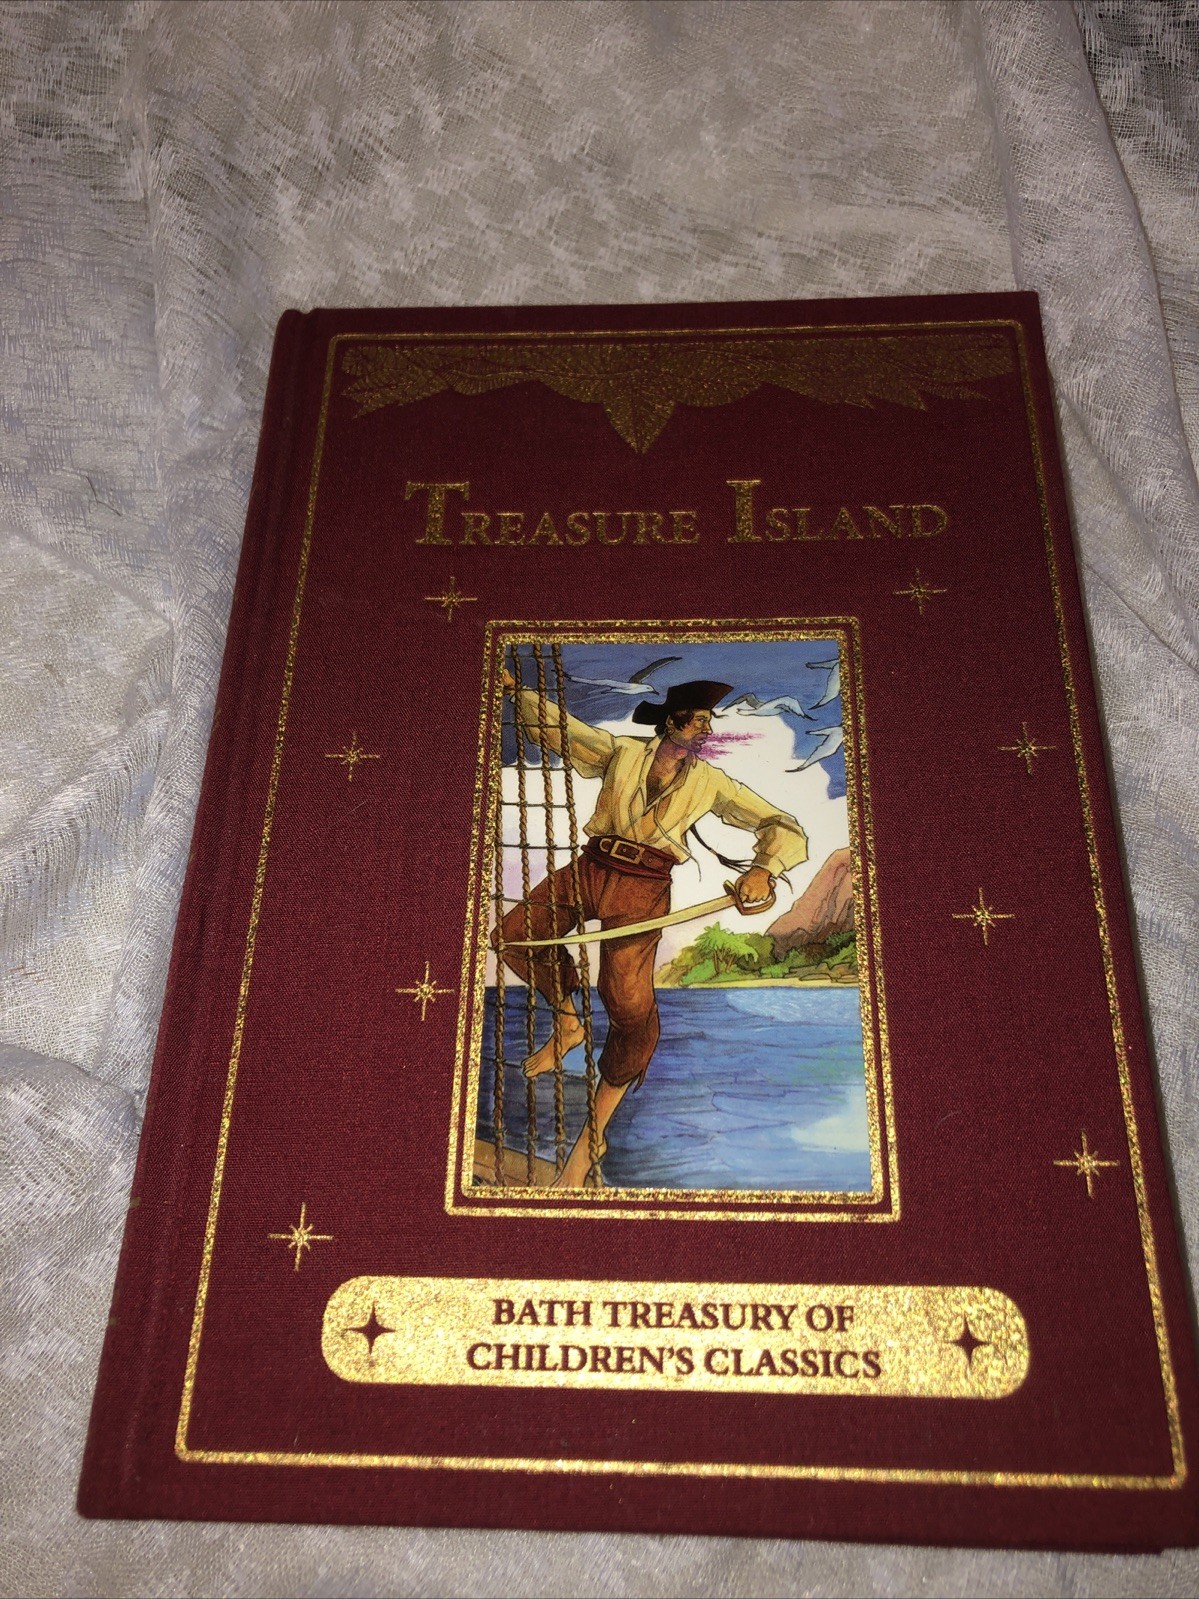 TREASURE ISLAND
BATH TREASURY OF
CHILDREN'S CLASSICS